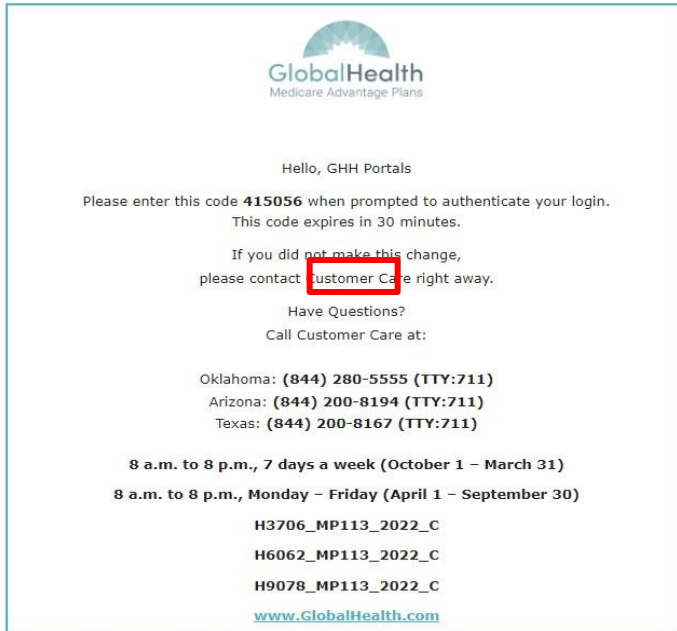 GlobalHealth
Medicare Advantage Plans
Hello, GHH Portals
Please enter this code 415056 when prompted to authenticate your login.
This code expires in 30 minutes.
If you did not make this change,
please contact Customer Care right away.
Have Questions?
Call Customer Care at:
Oklahoma: (844) 280-5555 (TTY:711)
Arizona: (844) 200-8194 (TTY:711)
Texas: (844) 200-8167 (TTY:711)
8 a.m. to 8 p.m., 7 days a week (October 1 – March 31)
8 a.m. to 8 p.m., Monday – Friday (April 1 – September 30)
H3706_MP113_2022_C
H6062_MP113_2022_C
H9078_MP113_2022_C
www.GlobalHealth.com